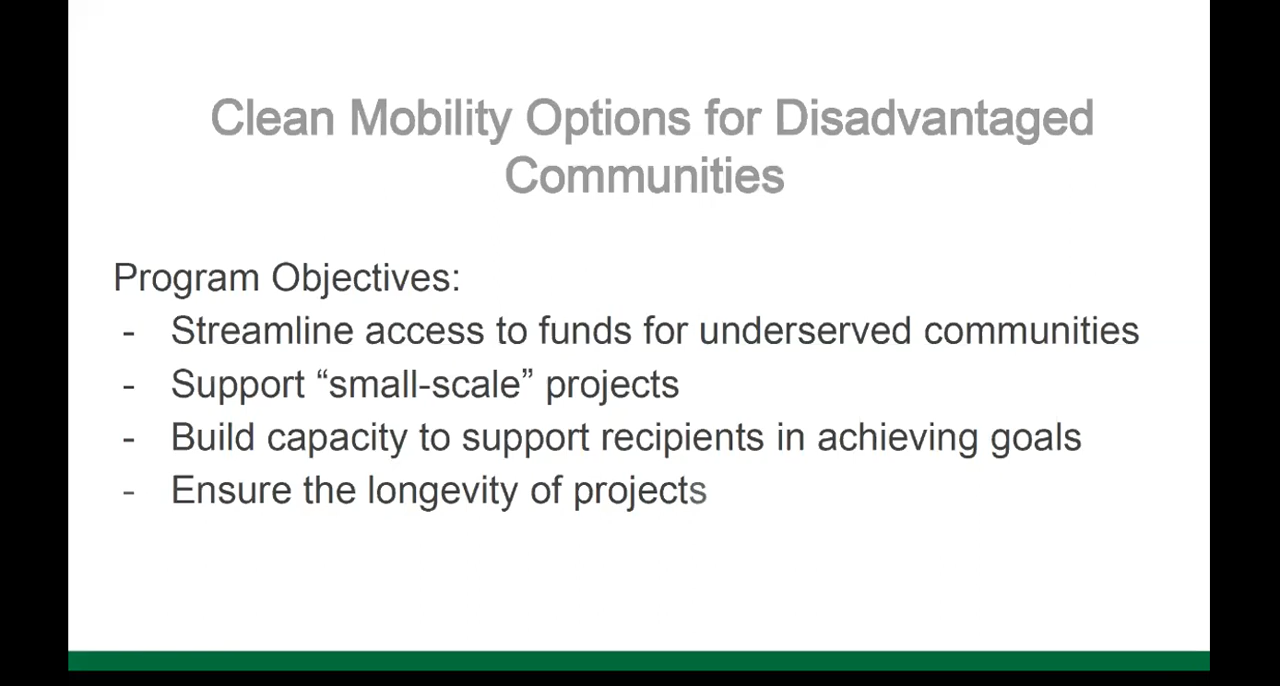 Clean Mobility Options for Disadvantaged
Communities
Program Objectives:
- Streamline access to funds for underserved communities
- Support “small-scale” projects
- Build capacity to support recipients in achieving goals
- Ensure the longevity of projects